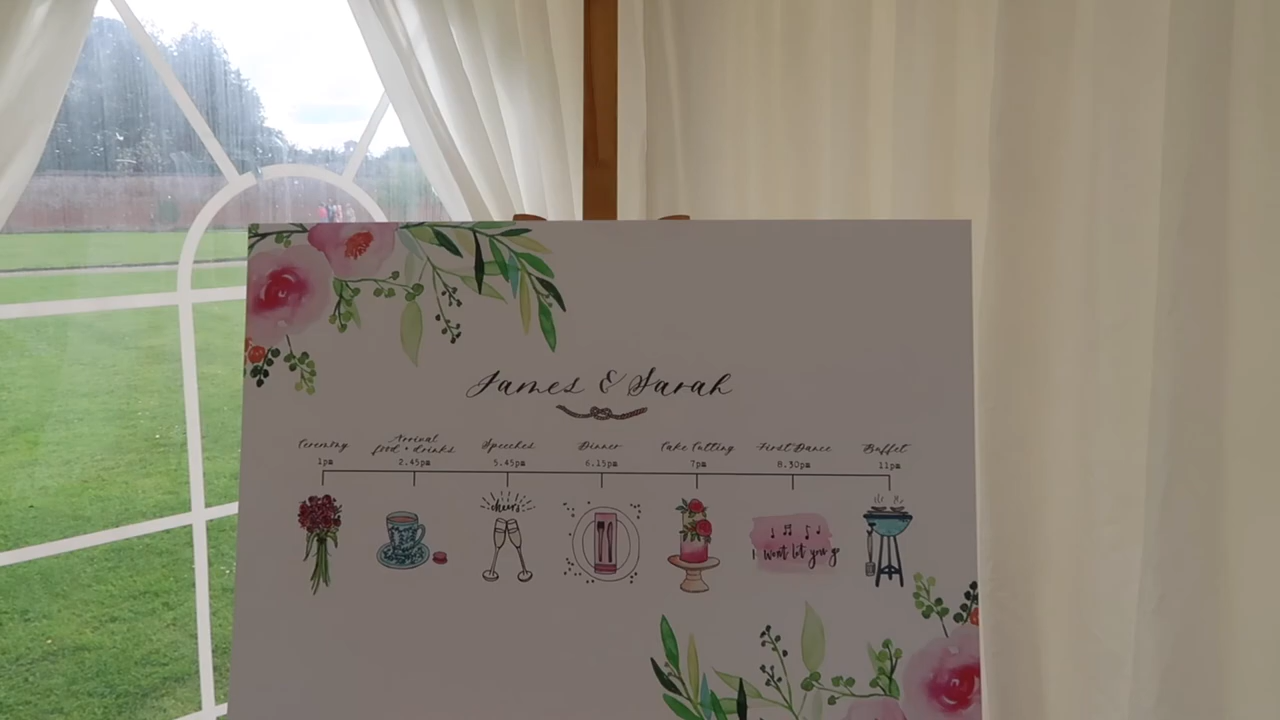 James & Sarah
Ceremony
1pm
Arrival
food + drinks
2.45pm
Speeches
5.45pm
Dinner
6.15pm
Cake Cutting
7pm
First Dance
8.30pm
Buffet
11pm
cheers
I Won't let you go